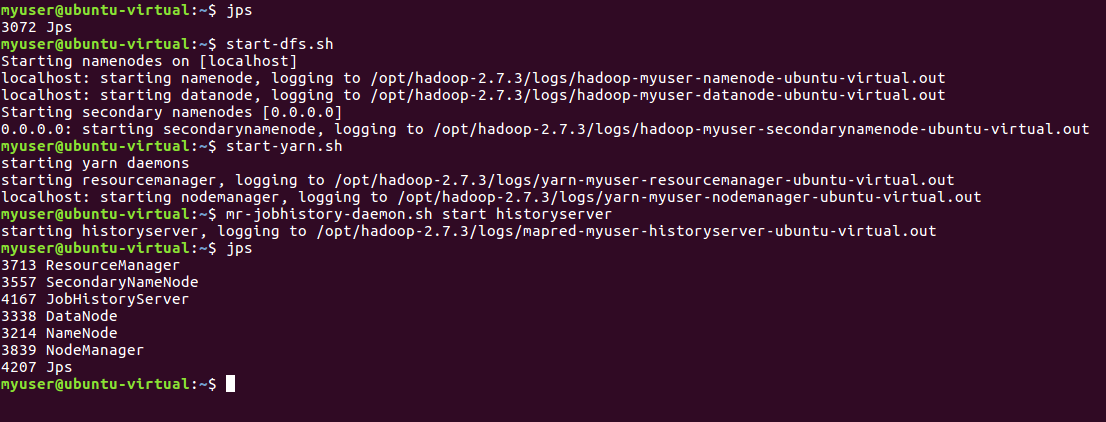 myuser@ubuntu-virtual:~$ jps
3072 Jps
myuser@ubuntu-virtual:~$ start-dfs.sh
Starting namenodes on [localhost]
localhost: starting namenode, logging to /opt/hadoop-2.7.3/logs/hadoop-myuser-namenode-ubuntu-virtual.out
localhost: starting datanode, logging to /opt/hadoop-2.7.3/logs/hadoop-myuser-datanode-ubuntu-virtual.out
Starting secondary namenodes [0.0.0.0]
0.0.0.0: starting secondarynamenode, logging to /opt/hadoop-2.7.3/logs/hadoop-myuser-secondarynamenode-ubuntu-virtual.out
myuser@ubuntu-virtual:~$ start-yarn.sh
starting yarn daemons
starting resourcemanager, logging to /opt/hadoop-2.7.3/logs/yarn-myuser-resourcemanager-ubuntu-virtual.out
localhost: starting nodemanager, logging to /opt/hadoop-2.7.3/logs/yarn-myuser-nodemanager-ubuntu-virtual.out
myuser@ubuntu-virtual:~$ mr-jobhistory-daemon.sh start historyserver
starting historyserver, logging to /opt/hadoop-2.7.3/logs/mapred-myuser-historyserver-ubuntu-virtual.out
myuser@ubuntu-virtual:~$ jps
3713 ResourceManager
3557 SecondaryNameNode
4167 JobHistoryServer
3338 DataNode
3214 NameNode
3839 NodeManager
4207 Jps
myuser@ubuntu-virtual:~$